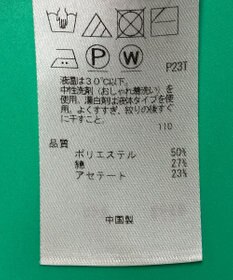 P
W
P23T
液温は30℃以下。
中性洗剤(おしゃれ着洗い)を
使用、漂白剤は液体タイプを使
用。よくすすぎ、絞りの後すぐ
に干すこと。
110
品質
ポリエステル 50%
綿 27%
アセテート 23%
中国製